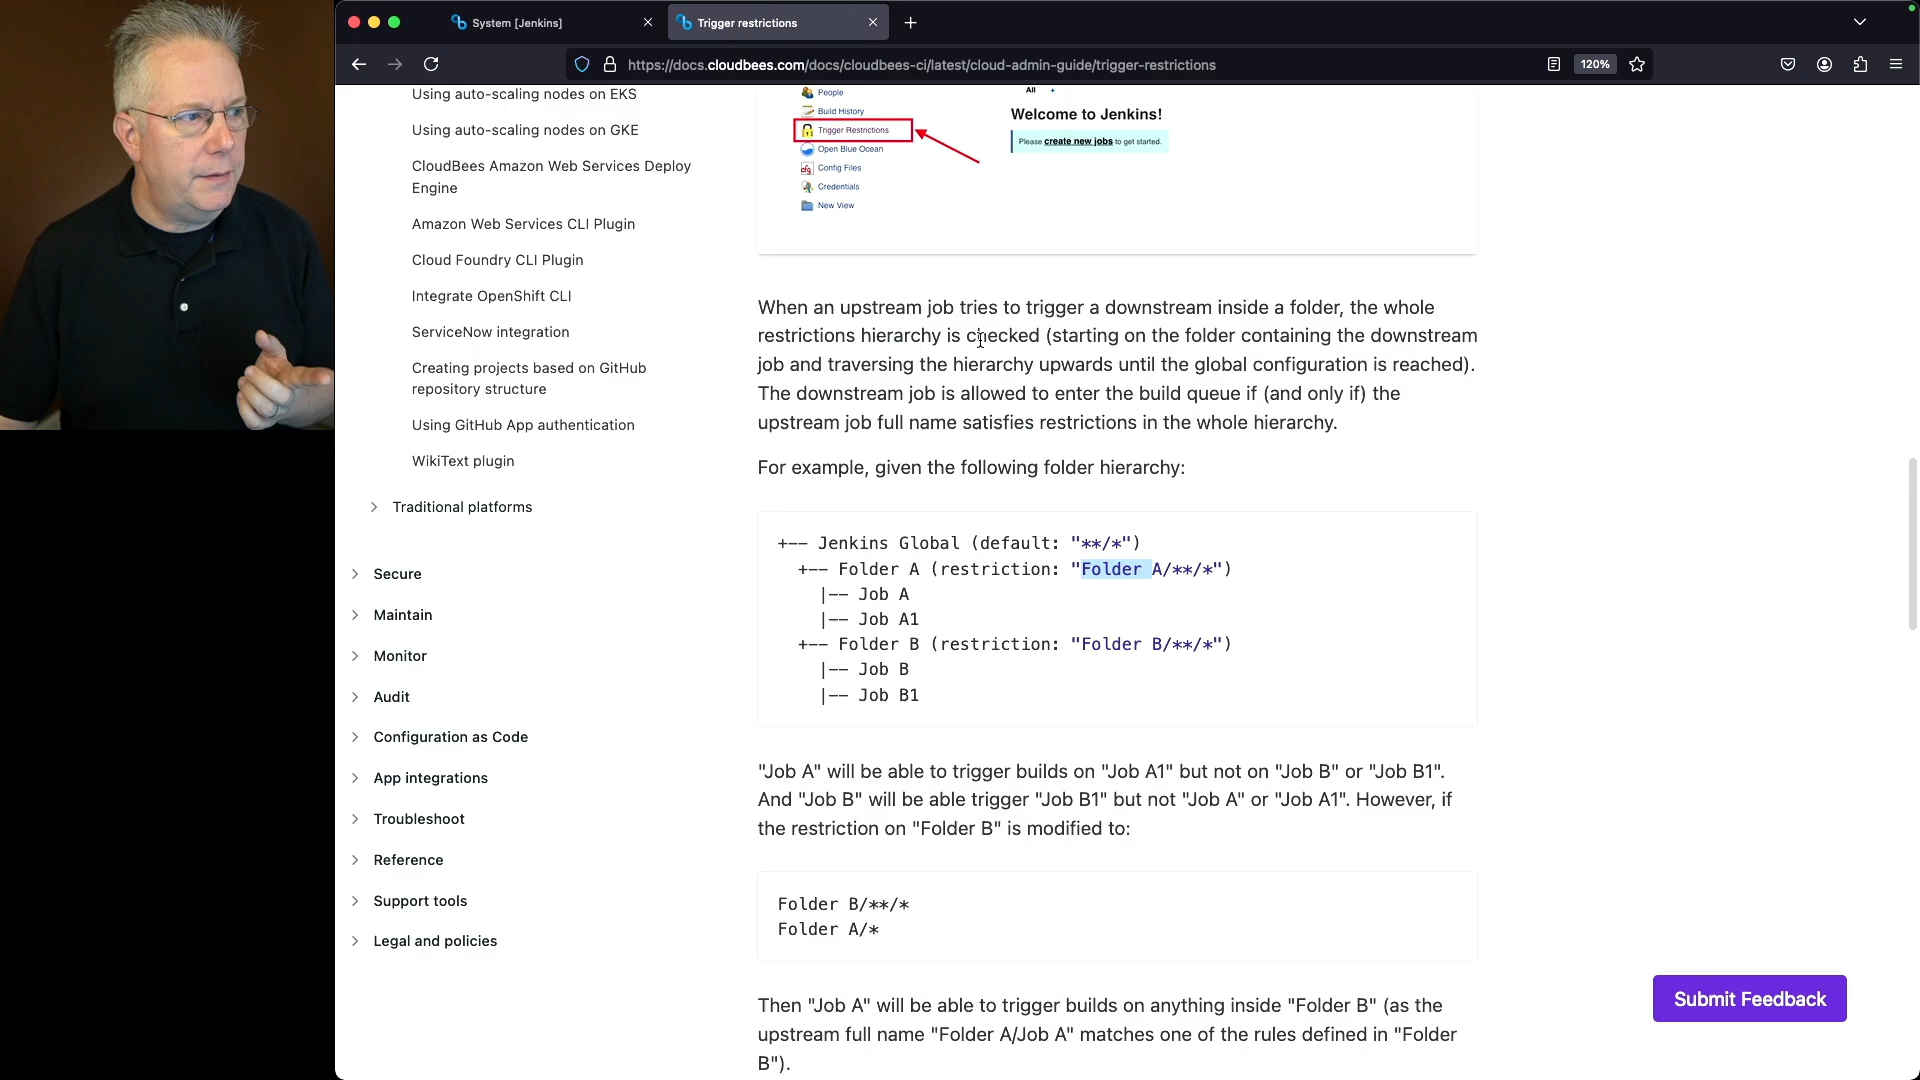 System [Jenkins]
Trigger restrictions
https://docs.cloudbees.com/docs/cloudbees-ci/latest/cloud-admin-guide/trigger-restrictions
120%
Using auto-scaling nodes on EKS
Using auto-scaling nodes on GKE
CloudBees Amazon Web Services Deploy
Engine
Amazon Web Services CLI Plugin
Cloud Foundry CLI Plugin
Integrate OpenShift CLI
ServiceNow integration
Creating projects based on GitHub
repository structure
Using GitHub App authentication
WikiText plugin
Traditional platforms
Secure
Maintain
Monitor
Audit
Configuration as Code
App integrations
Troubleshoot
Reference
Support tools
Legal and policies
People
Build History
Trigger Restrictions
Open Blue Ocean
Config Files
Credentials
New View
All +
Welcome to Jenkins!
Please create new jobs to get started.
When an upstream job tries to trigger a downstream inside a folder, the whole
restrictions hierarchy is checked (starting on the folder containing the downstream
job and traversing the hierarchy upwards until the global configuration is reached).
The downstream job is allowed to enter the build queue if (and only if) the
upstream job full name satisfies restrictions in the whole hierarchy.
For example, given the following folder hierarchy:
+-- Jenkins Global (default: "**/*")
+-- Folder A (restriction: "Folder A/**/*")
|-- Job A
|-- Job A1
+-- Folder B (restriction: "Folder B/**/*")
|-- Job B
|-- Job B1
"Job A" will be able to trigger builds on "Job A1" but not on "Job B" or "Job B1".
And "Job B" will be able trigger "Job B1" but not "Job A" or "Job A1". However, if
the restriction on "Folder B" is modified to:
Folder B/**/*
Folder A/*
Then "Job A" will be able to trigger builds on anything inside "Folder B" (as the
upstream full name "Folder A/Job A" matches one of the rules defined in "Folder
B").
Submit Feedback